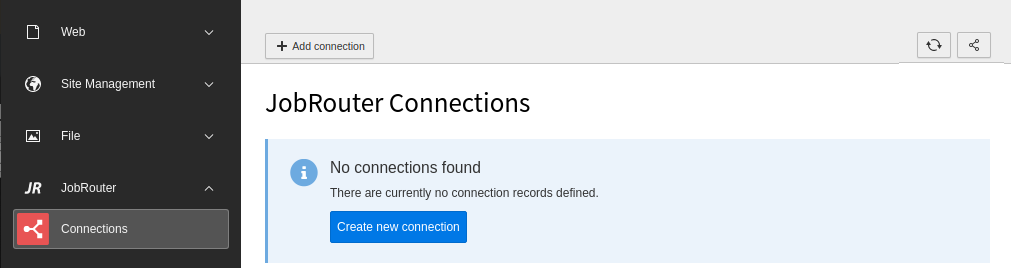 Web
Site Management
File
JR JobRouter
Connections
Add connection
JobRouter Connections
No connections found
There are currently no connection records defined.
Create new connection